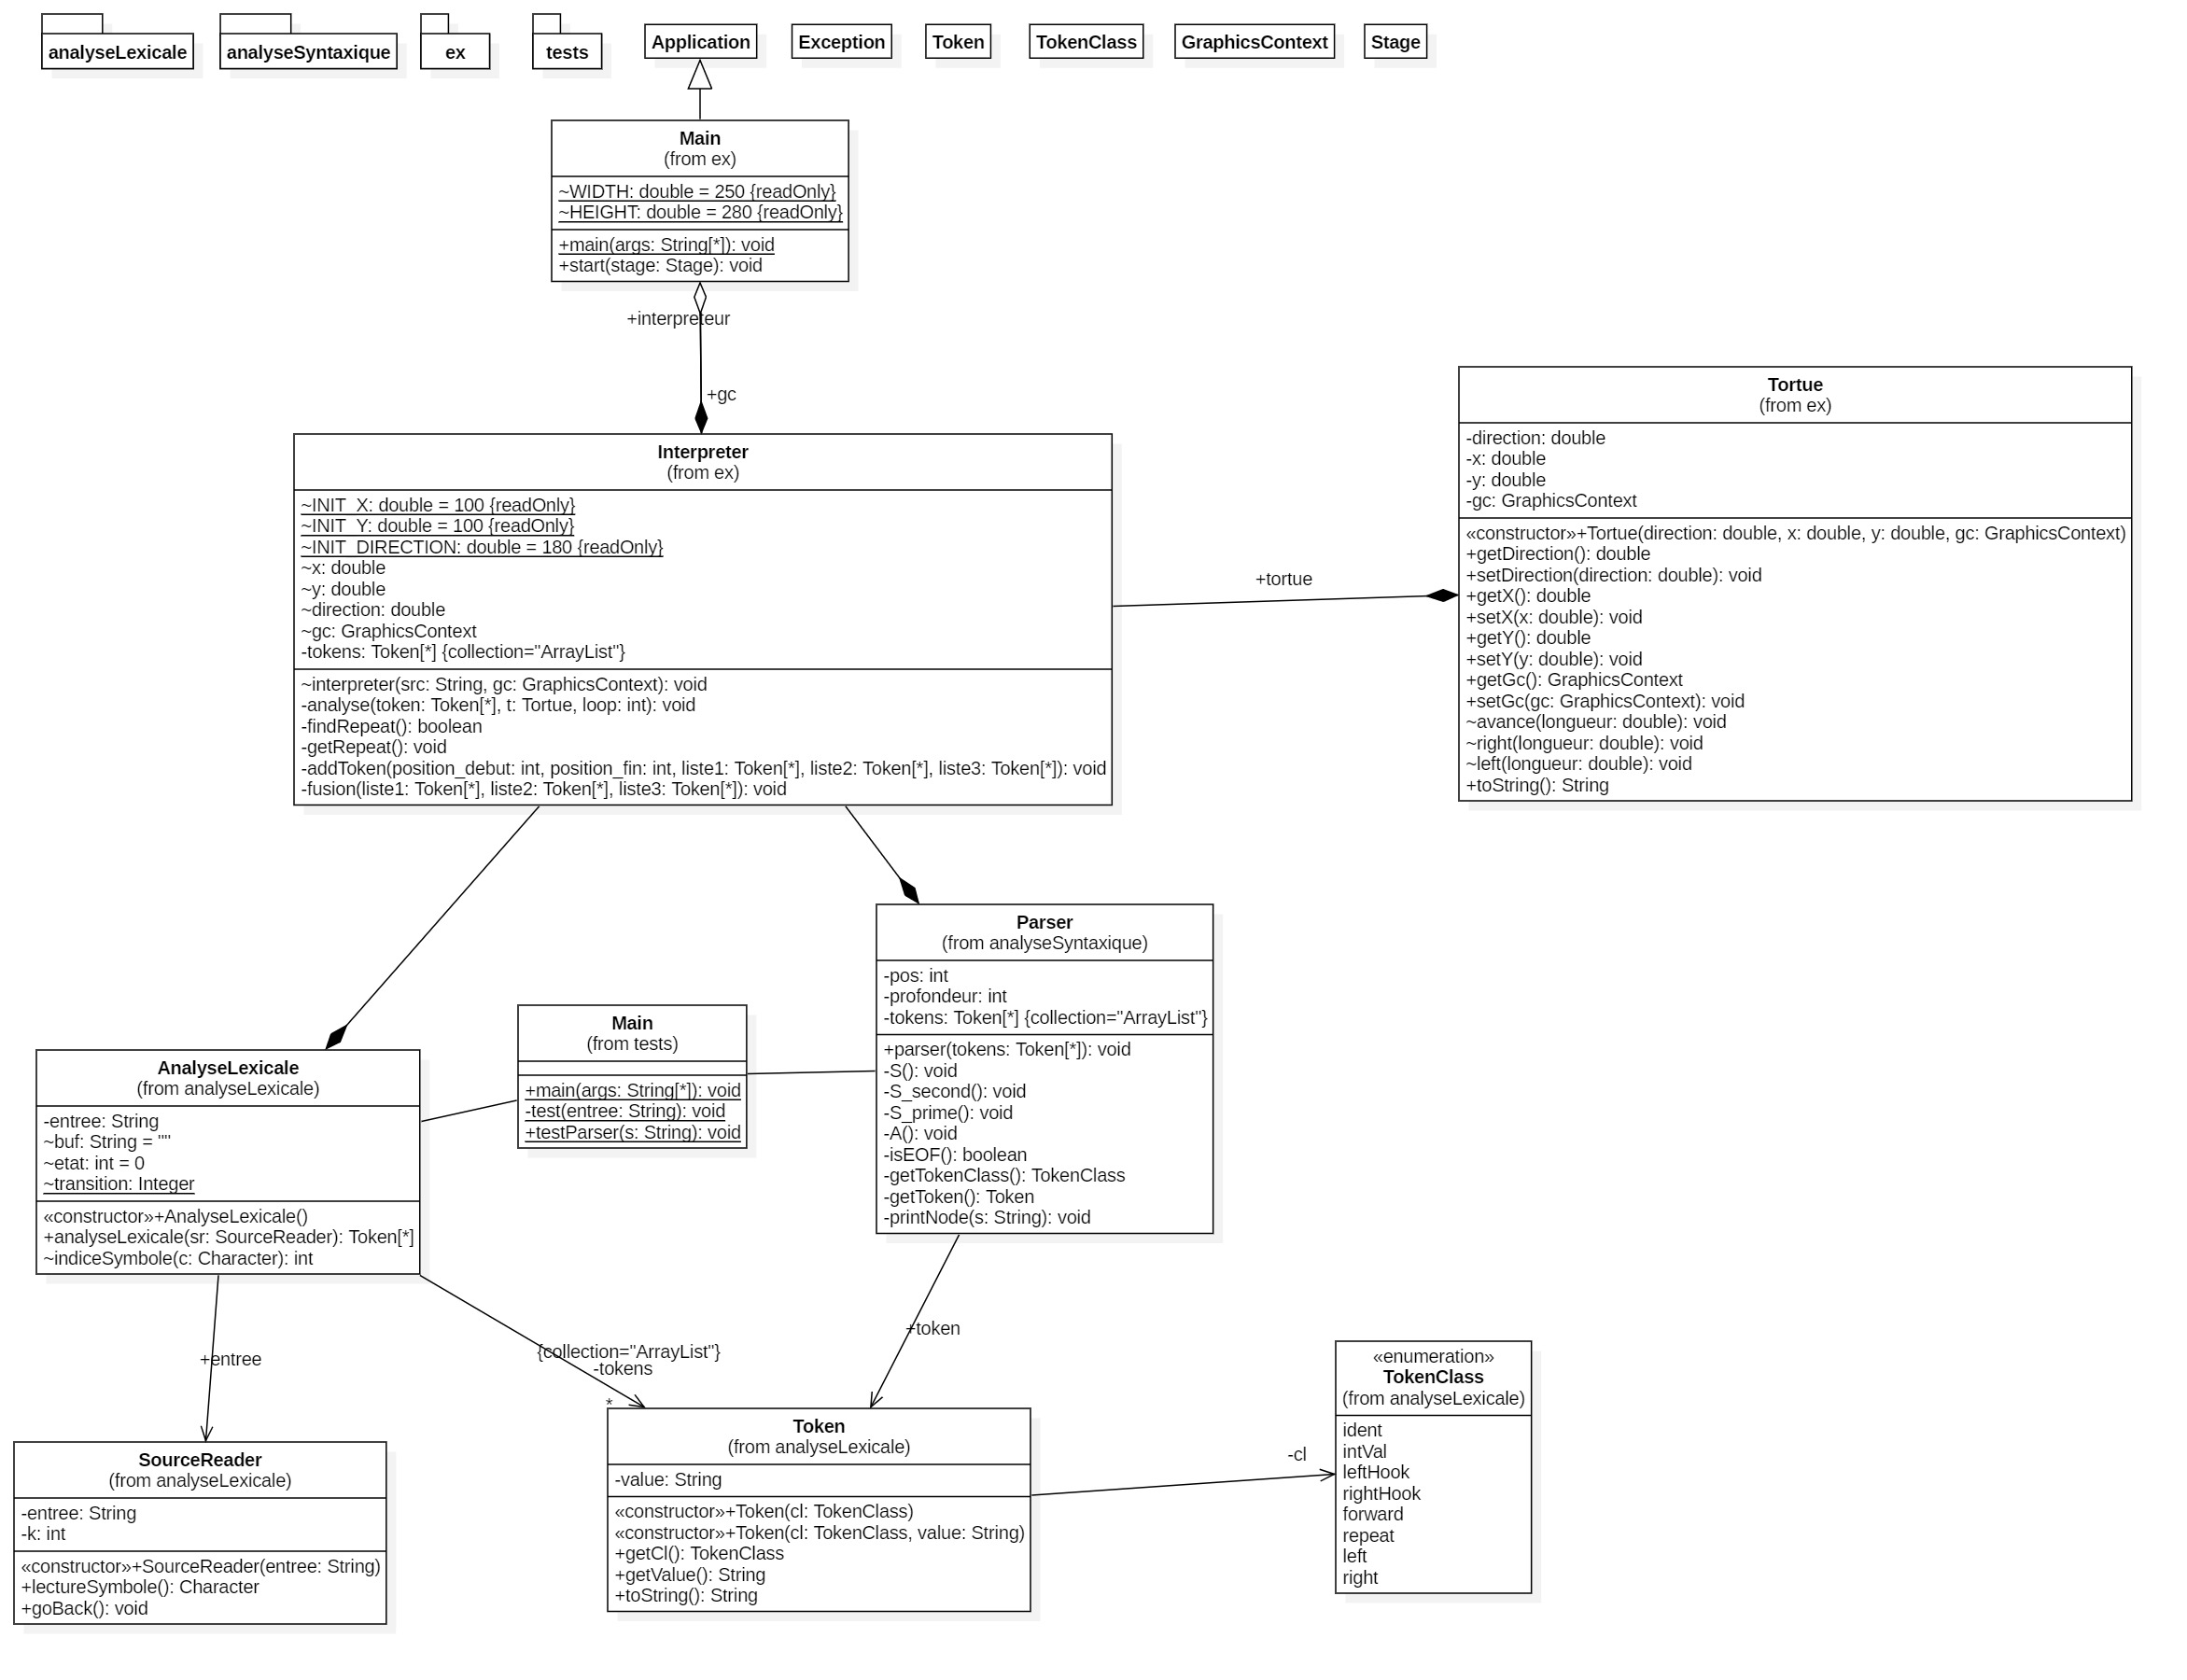 analyseLexicale
analyseSyntaxique
ex
tests
Application
Exception
Token
TokenClass
GraphicsContext
Stage
Main
(from ex)
~WIDTH: double = 250 {readOnly}
~HEIGHT: double = 280 {readOnly}
+main(args: String[*]): void
+start(stage: Stage): void
+interpreteur
+gc
Interpreter
(from ex)
~INIT_X: double = 100 {readOnly}
~INIT_Y: double = 100 {readOnly}
~INIT_DIRECTION: double = 180 {readOnly}
~x: double
~y: double
~direction: double
~gc: GraphicsContext
-tokens: Token[*] {collection="ArrayList"}
~interpreter(src: String, gc: GraphicsContext): void
-analyse(token: Token[*], t: Tortue, loop: int): void
-findRepeat(): boolean
-getRepeat(): void
-addToken(position_debut: int, position_fin: int, liste1: Token[*], liste2: Token[*], liste3: Token[*]): void
-fusion(liste1: Token[*], liste2: Token[*], liste3: Token[*]): void
+tortue
Tortue
(from ex)
-direction: double
-x: double
-y: double
-gc: GraphicsContext
«constructor»+Tortue(direction: double, x: double, y: double, gc: GraphicsContext)
+getDirection(): double
+setDirection(direction: double): void
+getX(): double
+setX(x: double): void
+getY(): double
+setY(y: double): void
+getGc(): GraphicsContext
+setGc(gc: GraphicsContext): void
~avance(longueur: double): void
~right(longueur: double): void
~left(longueur: double): void
+toString(): String
Parser
(from analyseSyntaxique)
-pos: int
-profondeur: int
-tokens: Token[*] {collection="ArrayList"}
+parser(tokens: Token[*]): void
-S(): void
-S_second(): void
-S_prime(): void
-A(): void
-isEOF(): boolean
-getTokenClass(): TokenClass
-getToken(): Token
-printNode(s: String): void
Main
(from tests)
+main(args: String[*]): void
-test(entree: String): void
+testParser(s: String): void
AnalyseLexicale
(from analyseLexicale)
-entree: String
~buf: String = ""
~etat: int = 0
~transition: Integer
«constructor»+AnalyseLexicale()
+analyseLexicale(sr: SourceReader): Token[*]
~indiceSymbole(c: Character): int
+entree
{collection="ArrayList"}
-tokens
*
+token
SourceReader
(from analyseLexicale)
-entree: String
-k: int
«constructor»+SourceReader(entree: String)
+lectureSymbole(): Character
+goBack(): void
Token
(from analyseLexicale)
-value: String
«constructor»+Token(cl: TokenClass)
«constructor»+Token(cl: TokenClass, value: String)
+getCl(): TokenClass
+getValue(): String
+toString(): String
-cl
«enumeration»
TokenClass
(from analyseLexicale)
ident
intVal
leftHook
rightHook
forward
repeat
left
right